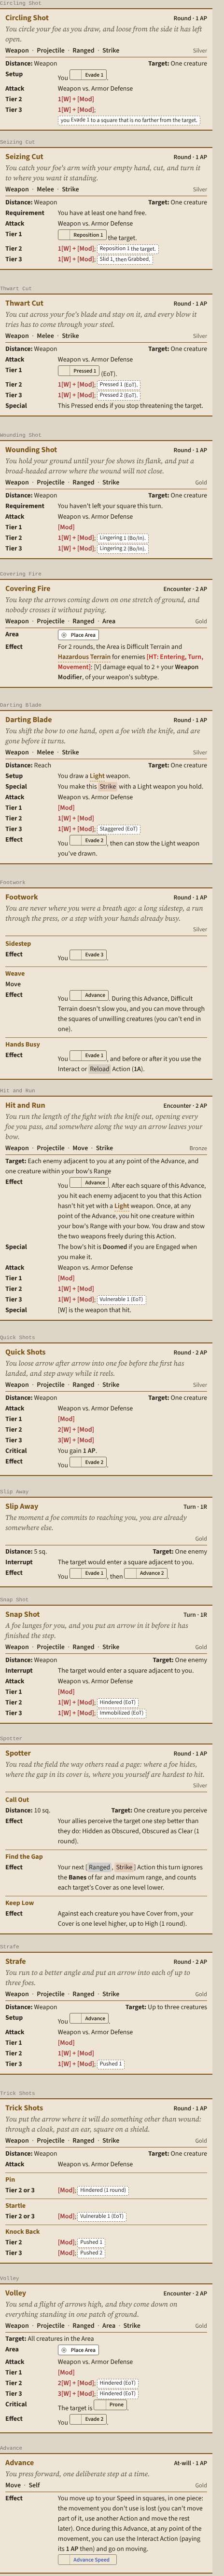 Circling Shot
Circling Shot Round · 1 AP
You circle your foe as you draw, and loose from the side it has left
open.
Weapon · Projectile · Ranged · Strike Silver
Distance: Weapon Target: One creature
Setup You Evade 1
Attack Weapon vs. Armor Defense
Tier 2 1[W] + [Mod]
Tier 3 1[W] + [Mod];
you Evade 1 to a square that is no farther from the target.
Seizing Cut
Seizing Cut Round · 1 AP
You catch your foe's arm with your empty hand, cut, and turn it
to where you want it standing.
Weapon · Melee · Strike Silver
Distance: Weapon Target: One creature
Requirement You have at least one hand free.
Attack Weapon vs. Armor Defense
Tier 1 Reposition 1 the target.
Tier 2 1[W] + [Mod]; Reposition 1 the target.
Tier 3 1[W] + [Mod]; Slid 1, then Grabbed.
Thwart Cut
Thwart Cut Round · 1 AP
You cut across your foe's blade and stay on it, and every blow it
tries has to come through your steel.
Weapon · Melee · Strike Silver
Distance: Weapon Target: One creature
Attack Weapon vs. Armor Defense
Tier 1 Pressed 1 (EoT).
Tier 2 1[W] + [Mod]; Pressed 1 (EoT).
Tier 3 1[W] + [Mod]; Pressed 2 (EoT).
Special This Pressed ends if you stop threatening the target.
Wounding Shot
Wounding Shot Round · 1 AP
You hold your ground until your foe shows its flank, and put a
broad-headed arrow where the wound will not close.
Weapon · Projectile · Ranged · Strike Gold
Distance: Weapon Target: One creature
Requirement You haven't left your square this turn.
Attack Weapon vs. Armor Defense
Tier 1 [Mod]
Tier 2 1[W] + [Mod]; Lingering 1 (Bo/In).
Tier 3 1[W] + [Mod]; Lingering 2 (Bo/In).
Covering Fire
Covering Fire Encounter · 2 AP
You keep the arrows coming down on one stretch of ground, and
nobody crosses it without paying.
Weapon · Projectile · Ranged · Area Gold
Area Place Area
Effect For 2 rounds, the Area is Difficult Terrain and
Hazardous Terrain for enemies [HT: Entering, Turn,
Movement]: [V] damage equal to 2 + your Weapon
Modifier, of your weapon's subtype.
Darting Blade
Darting Blade Round · 1 AP
You shift the bow to one hand, open a foe with the knife, and are
gone before it turns.
Weapon · Melee · Strike Silver
Distance: Reach Target: One creature
Setup You draw a Light weapon.
Special You make this Strike with a Light Weapon you hold.
Attack Weapon vs. Armor Defense
Tier 1 [Mod]
Tier 2 1[W] + [Mod]
Tier 3 1[W] + [Mod]; Staggered (EoT)
Effect You Evade 2, then can stow the Light Weapon
you've drawn.
Footwork
Footwork Round · 1 AP
You are never where you were a breath ago: a long sidestep, a run
through the press, or a step with your hands already busy.
Silver
Sidestep
Effect You Evade 3
Weave
Move
Effect You Advance. During this Advance, Difficult
Terrain doesn't slow you, and you can move through
the squares of unwilling creatures (you can't end in
one).
Hands Busy
Effect You Evade 1, and before or after it you use the
Interact or Reload Action (1A).
Hit and Run
Hit and Run Encounter · 2 AP
You run the length of the fight with the knife out, opening every
foe you pass, and somewhere along the way an arrow leaves your
bow.
Weapon · Projectile · Move · Strike Bronze
Target: Each enemy adjacent to you at any point of the Advance, and
one creature within your bow's Range
Effect You Advance. After each square of this Advance,
you hit each enemy adjacent to you that this Action
hasn't hit yet with a Light weapon. Once, at any
point of the Advance, you hit one creature within
your bow's Range with your bow. You draw and stow
the two weapons freely during this Action.
Special The bow's hit is Doomed if you are Engaged when
you make it.
Tier 1 [Mod]
Tier 2 1[W] + [Mod]
Tier 3 1[W] + [Mod]; Vulnerable 1 (EoT)
Special [W] is the weapon that hit.
Quick Shots
Quick Shots Round · 2 AP
You loose arrow after arrow into one foe before the first has
landed, and step away while it reels.
Weapon · Projectile · Ranged · Strike Gold
Distance: Weapon Target: One creature
Attack Weapon vs. Armor Defense
Tier 1 [Mod]
Tier 2 2[W] + [Mod]
Tier 3 3[W] + [Mod]
Critical You gain 1 AP.
Effect You Evade 2
Slip Away
Slip Away Turn · 1R
The moment a foe commits to reaching you, you are already
somewhere else.
Gold
Distance: 5 sq. Target: One enemy
Interrupt The target would enter a square adjacent to you.
Effect You Evade 1, then Advance 2.
Snap Shot
Snap Shot Turn · 1R
A foe lunges for you, and you put an arrow in it before it has
finished the step.
Weapon · Projectile · Ranged · Strike Gold
Distance: Weapon Target: One enemy
Interrupt The target would enter a square adjacent to you.
Attack Weapon vs. Armor Defense
Tier 1 [Mod]
Tier 2 1[W] + [Mod]; Hindered (EoT)
Tier 3 1[W] + [Mod]; Immobilized (EoT)
Spotter
Spotter Round · 1 AP
You read the field the way others read a page: where a foe hides,
where the gap in its cover is, where you yourself are hardest to hit.
Silver
Call Out
Distance: 10 sq. Target: One creature you perceive
Effect Your allies perceive the target one step better than
they do: Hidden as Obscured, Obscured as Clear (1
round).
Find the Gap
Effect Your next [ Ranged , Strike ] Action this turn ignores
the Banes of far and maximum range, and counts
each target's Cover as one level lower.
Keep Low
Effect Against each creature you have Cover from, your
Cover is one level higher, up to High (1 round).
Strafe
Strafe Round · 2 AP
You run to a better angle and put an arrow into each of up to
three foes.
Weapon · Projectile · Ranged · Strike Gold
Distance: Weapon Target: Up to three creatures
Setup You Advance
Attack Weapon vs. Armor Defense
Tier 1 [Mod]
Tier 2 1[W] + [Mod]
Tier 3 1[W] + [Mod]; Pushed 1
Trick Shots
Trick Shots Round · 1 AP
You put the arrow where it will do something other than wound:
through a cloak, past an ear, square on a shield.
Weapon · Projectile · Ranged · Strike Gold
Distance: Weapon Target: One creature
Attack Weapon vs. Armor Defense
Pin
Tier 2 or 3 [Mod]; Hindered (1 round)
Startle
Tier 2 or 3 [Mod]; Vulnerable 1 (EoT)
Knock Back
Tier 2 [Mod]; Pushed 1
Tier 3 [Mod]; Pushed 2
Volley
Volley Encounter · 2 AP
You send a flight of arrows high, and they come down on
everything standing in one patch of ground.
Weapon · Projectile · Ranged · Area · Strike Gold
Target: All creatures in the Area
Area Place Area
Attack Weapon vs. Armor Defense
Tier 1 [Mod]
Tier 2 2[W] + [Mod]; Hindered (EoT)
Tier 3 3[W] + [Mod]; Hindered (EoT)
Critical The target is Prone.
Effect You Evade 2.
Advance
Advance At-will · 1 AP
You press forward, one deliberate step at a time.
Move · Self Gold
Effect You move up to your Speed in squares, in one piece:
the movement you don't use is lost (you can't move
part of it, use another Action and move the rest
later). Once during this Advance, at any point of the
movement, you can use the Interact Action (paying
its 1 AP then) and go on moving.
Advance Speed